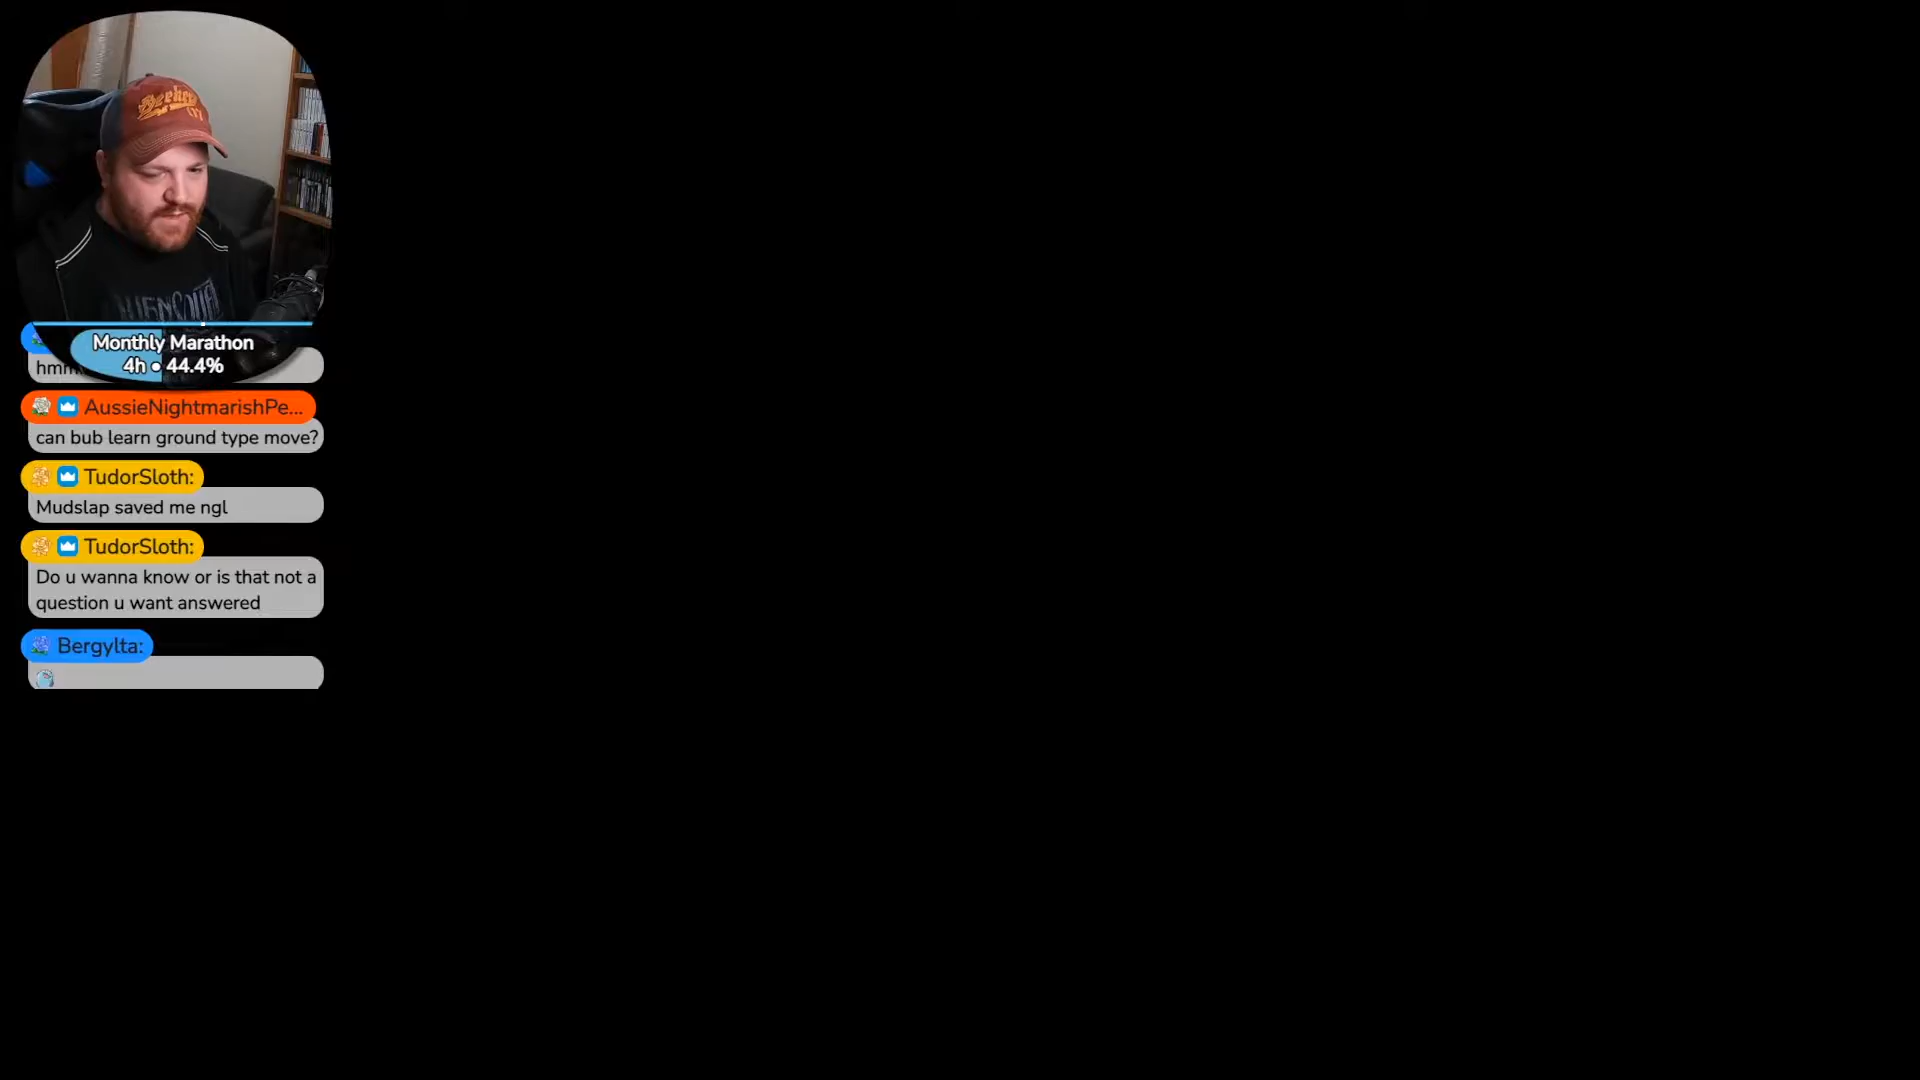 Monthly Marathon
4h • 44.4%
AussieNightmarishPe...
can bub learn ground type move?
TudorSloth:
Mudslap saved me ngl
TudorSloth:
Do u wanna know or is that not a
question u want answered
Bergylta: